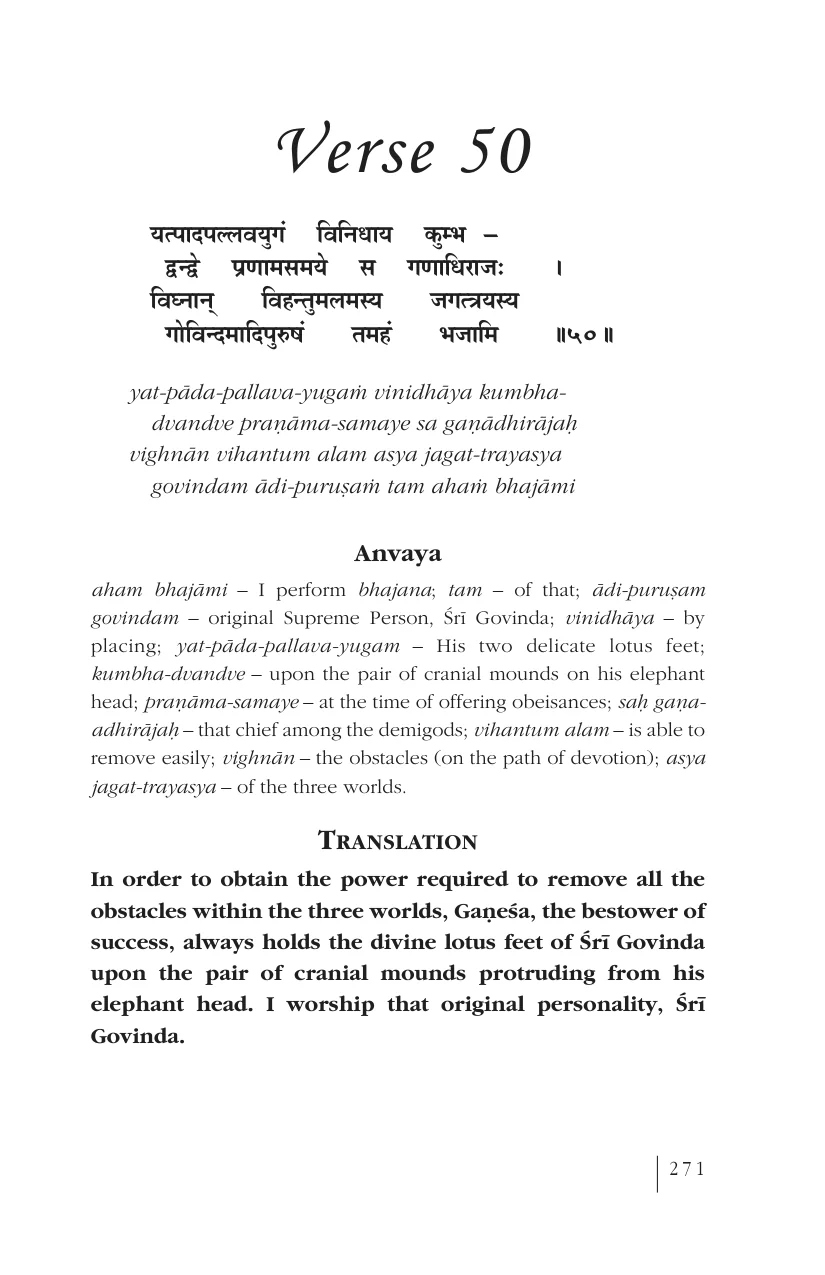 Verse 50
यत्पादपल्लवयुगं विनिधाय कुम्भ –
द्वन्द्वे प्रणामसमये स गणाधिराजः ।
विघ्नान् विहन्तुमलमस्य जगत्त्रयस्य
गोविन्दमादिपुरुषं तमहं भजामि ॥५०॥
yat-pāda-pallava-yugaṁ vinidhāya kumbha-
dvandve praṇāma-samaye sa gaṇādhirājaḥ
vighnān vihantum alam asya jagat-trayasya
govindam ādi-puruṣaṁ tam ahaṁ bhajāmi
Anvaya
aham bhajāmi – I perform bhajana; tam – of that; ādi-puruṣam
govindam – original Supreme Person, Śrī Govinda; vinidhāya – by
placing; yat-pāda-pallava-yugam – His two delicate lotus feet;
kumbha-dvandve – upon the pair of cranial mounds on his elephant
head; praṇāma-samaye – at the time of offering obeisances; saḥ gaṇa-
adhirājaḥ – that chief among the demigods; vihantum alam – is able to
remove easily; vighnān – the obstacles (on the path of devotion); asya
jagat-trayasya – of the three worlds.
TRANSLATION
In order to obtain the power required to remove all the
obstacles within the three worlds, Gaṇeśa, the bestower of
success, always holds the divine lotus feet of Śrī Govinda
upon the pair of cranial mounds protruding from his
elephant head. I worship that original personality, Śrī
Govinda.
271